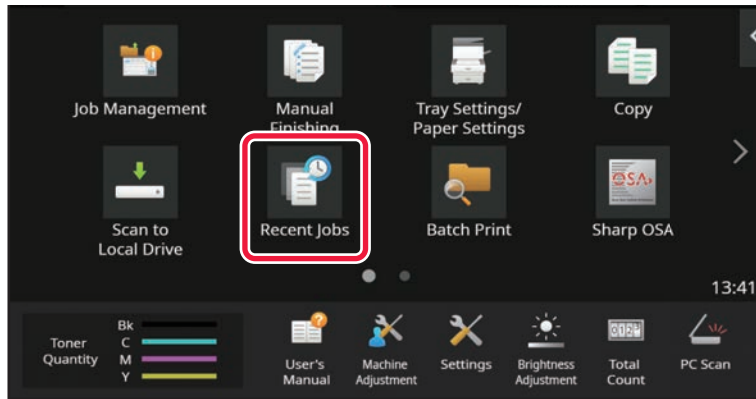 Job Management
Manual
Finishing
Tray Settings/
Paper Settings
Copy
Scan to
Local Drive
Recent Jobs
Batch Print
Sharp OSA
13:41
Toner
Quantity
Bk
C
M
Y
User's
Manual
Machine
Adjustment
Settings
Brightness
Adjustment
Total
Count
PC Scan